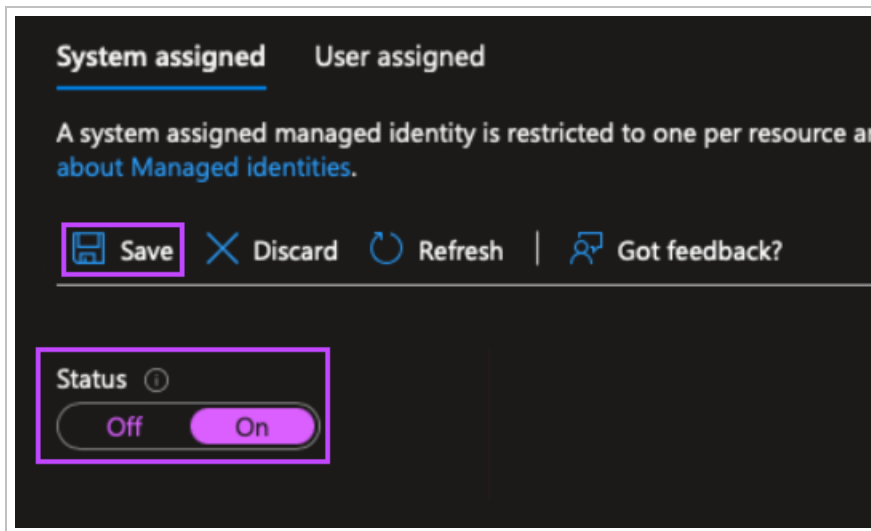 System assigned User assigned
A system assigned managed identity is restricted to one per resource
about Managed identities.
Save Discard Refresh | Got feedback?
Status
Off On